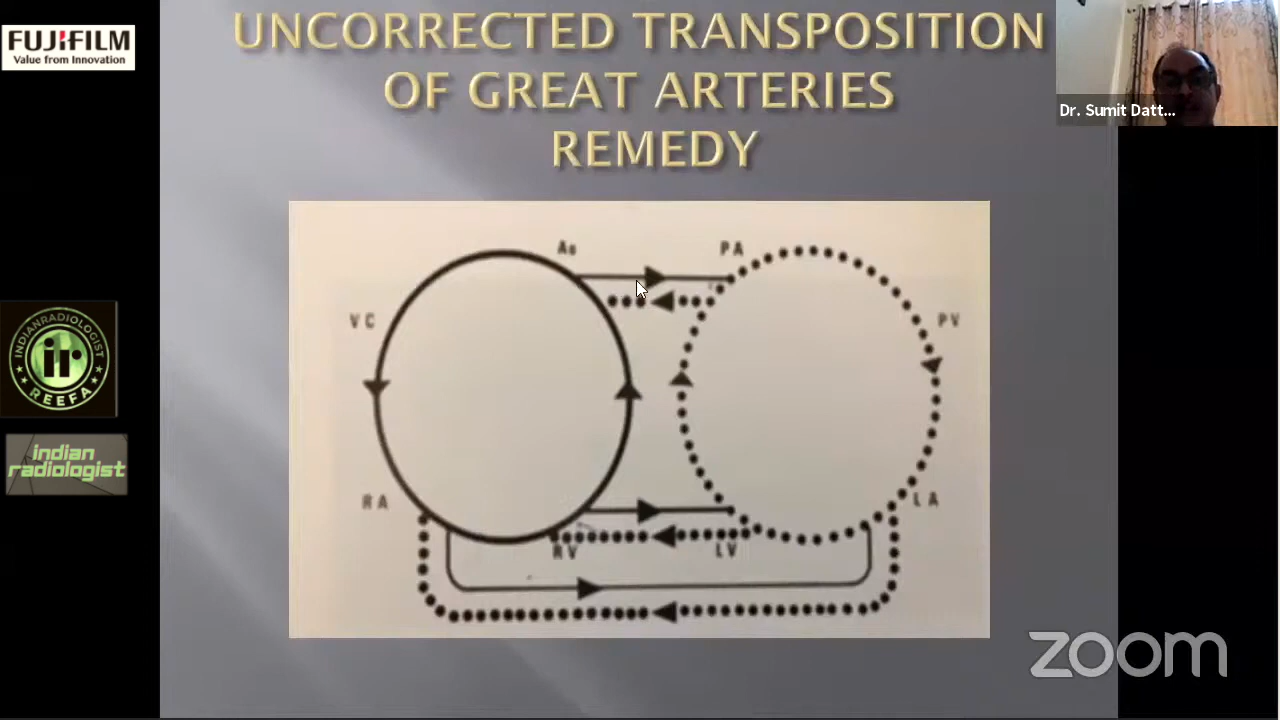 FUJIFILM
Value from Innovation
UNCORRECTED TRANSPOSITION
OF GREAT ARTERIES
REMEDY
Dr. Sumit Datt...
Ao PA
VC PV
RA LA
RV LV
INDIANRADIOLOGIST
ir
REEFA
indian
radiologist
zoom